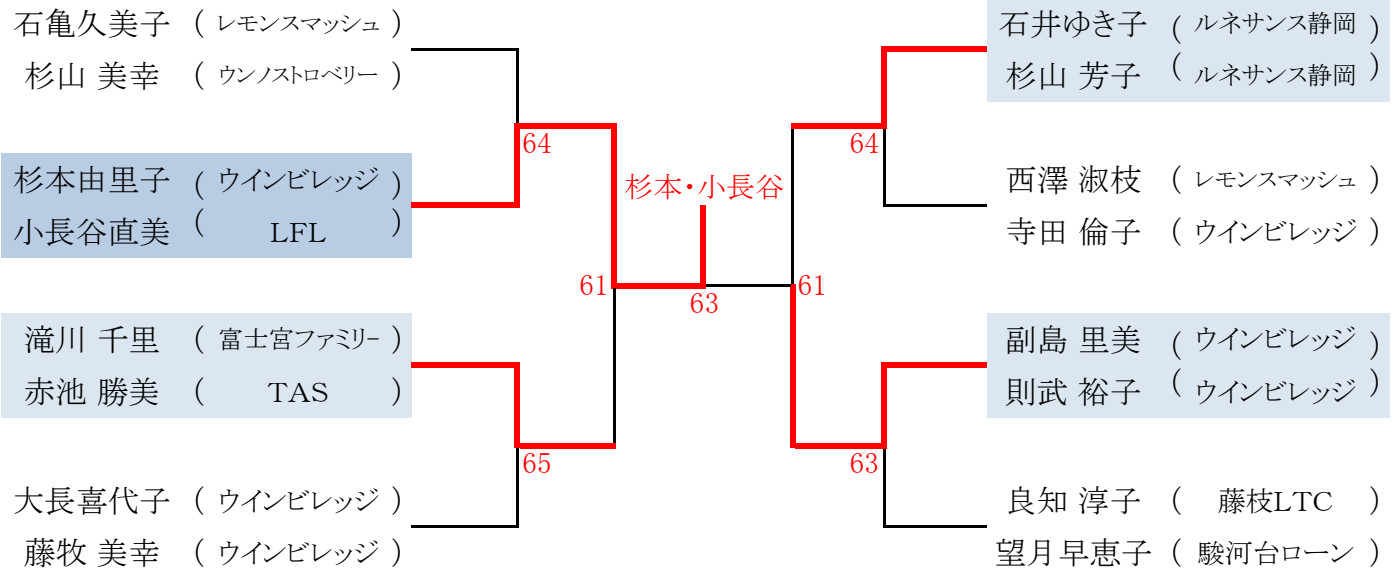 石亀久美子 ( レモンスマッシュ )
杉山 美幸 ( ウンノストロベリー )
64
杉本由里子 ( ウインビレッジ )
小長谷直美 ( LFL )
61
滝川 千里 ( 富士宮ファミリー )
赤池 勝美 ( TAS )
65
大長喜代子 ( ウインビレッジ )
藤牧 美幸 ( ウインビレッジ )
杉本・小長谷
63
石井ゆき子 ( ルネサンス静岡 )
杉山 芳子 ( ルネサンス静岡 )
64
西澤 淑枝 ( レモンスマッシュ )
寺田 倫子 ( ウインビレッジ )
61
副島 里美 ( ウインビレッジ )
則武 裕子 ( ウインビレッジ )
63
良知 淳子 ( 藤枝LTC )
望月早恵子 ( 駿河台ローン )